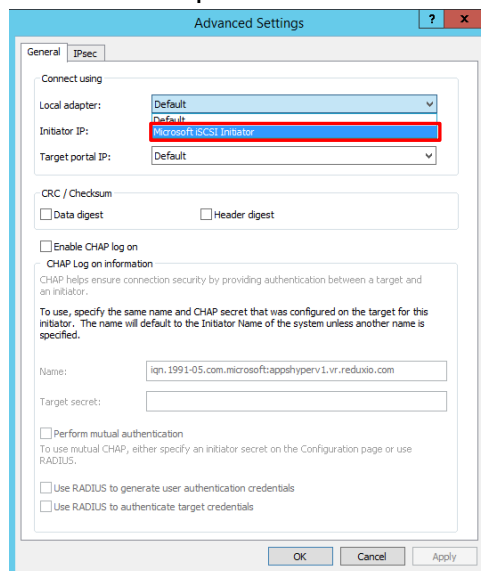 Advanced Settings
? x
General IPsec
Connect using
Local adapter: Default
Default
Microsoft iSCSI Initiator
Initiator IP:
Target portal IP: Default
CRC / Checksum
Data digest Header digest
Enable CHAP log on
CHAP Log on information
CHAP helps ensure connection security by providing authentication between a target and
an initiator.
To use, specify the same name and CHAP secret that was configured on the target for this
initiator. The name will default to the Initiator Name of the system unless another name is
specified.
Name: iqn.1991-05.com.microsoft:appshyperv1.vr.reduxio.com
Target secret:
Perform mutual authentication
To use mutual CHAP, either specify an initiator secret on the Configuration page or use
RADIUS.
Use RADIUS to generate user authentication credentials
Use RADIUS to authenticate target credentials
OK Cancel Apply